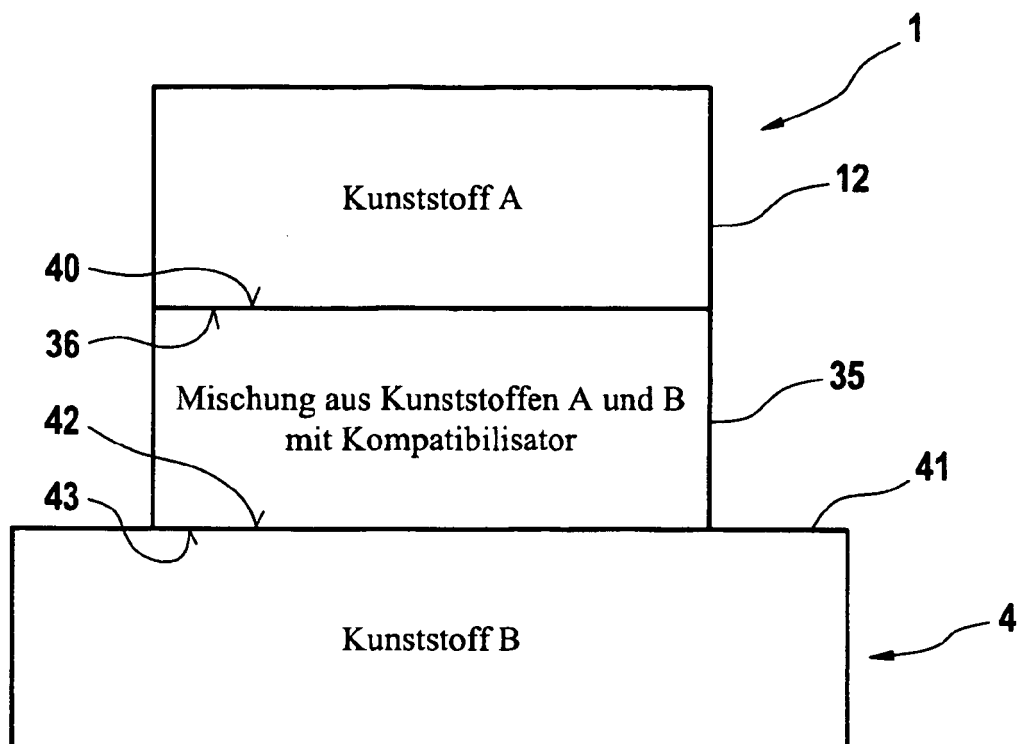 1
Kunststoff A
12
40
36
Mischung aus Kunststoffen A und B
mit Kompatibilisator
35
42
43
41
Kunststoff B
4